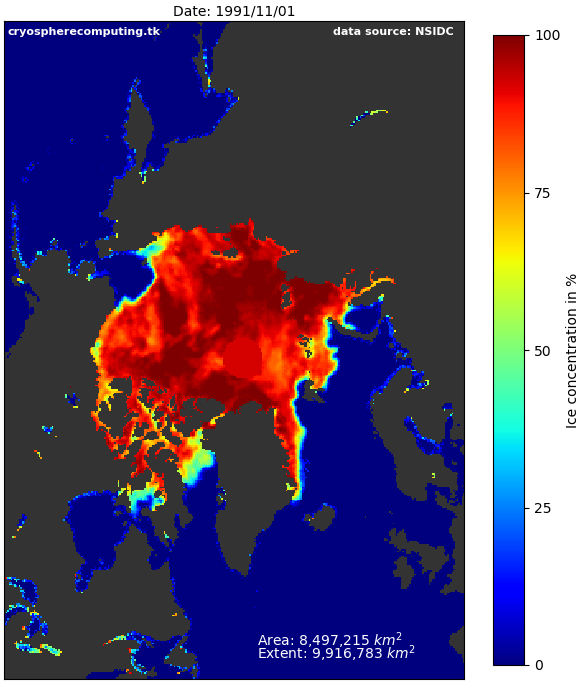 Date: 1991/11/01
cryospherecomputing.tk data source: NSIDC
100
75
50
25
0
Ice concentration in %
Area: 8,497,215 km²
Extent: 9,916,783 km²